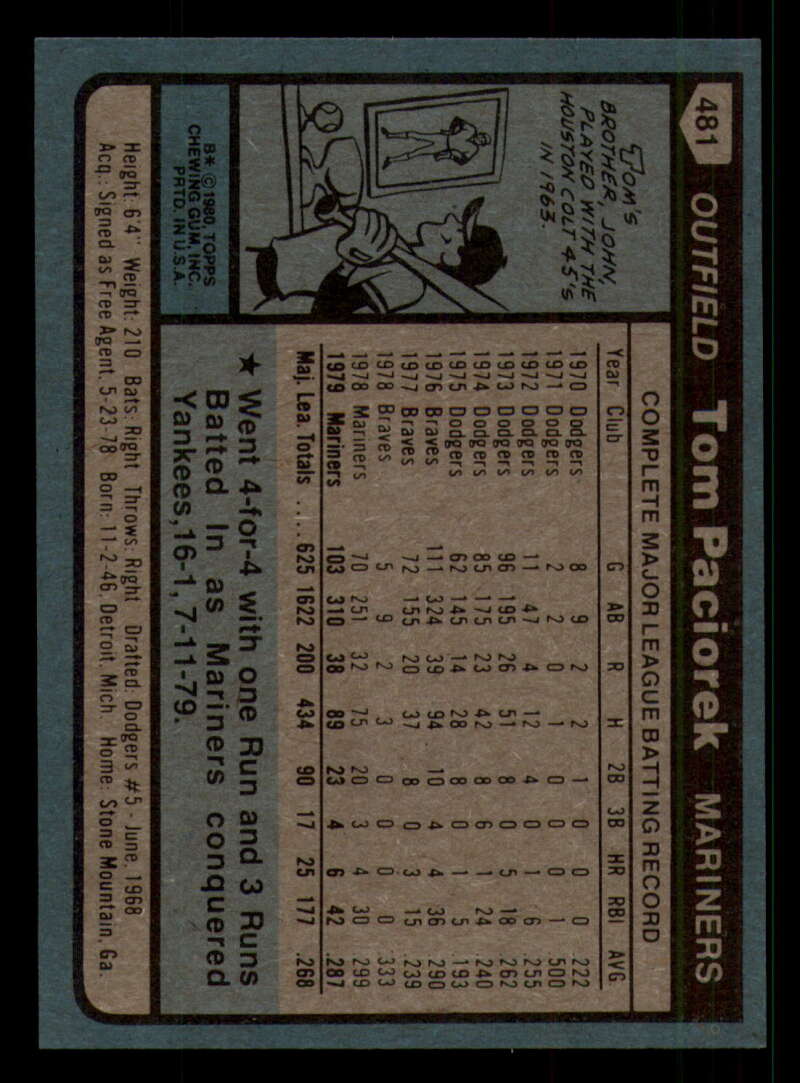 481 OUTFIELD Tom Paciorek MARINERS
TOM'S
BROTHER, JOHN,
PLAYED WITH THE
HOUSTON COLT 45'S
IN 1963.
B* © 1980, TOPPS
CHEWING GUM, INC.
PRTD. IN U.S.A.
COMPLETE MAJOR LEAGUE BATTING RECORD
Year Club G AB R H 2B 3B HR RBI AVG
1970 Dodgers 8 9 2 2 1 0 0 0 .222
1971 Dodgers 2 2 0 1 0 0 0 1 .500
1972 Dodgers 11 47 4 12 4 0 1 6 .255
1973 Dodgers 96 195 26 51 8 0 5 18 .262
1974 Dodgers 85 175 23 42 8 6 1 24 .240
1975 Dodgers 62 145 14 28 8 0 1 5 .193
1976 Braves 111 324 39 94 10 4 4 36 .290
1977 Braves 72 155 20 37 8 0 3 15 .239
1978 Braves 5 9 2 3 0 0 0 0 .333
1978 Mariners 70 251 32 75 20 3 4 30 .299
1979 Mariners 103 310 38 89 23 4 6 42 .287
Maj. Lea. Totals .... 625 1622 200 434 90 17 25 177 .268
★ Went 4-for-4 with one Run and 3 Runs
Batted In as Mariners conquered
Yankees, 16-1, 7-11-79.
Height: 6'4" Weight: 210 Bats: Right Throws: Right Drafted: Dodgers #5 - June, 1968
Acq.: Signed as Free Agent, 5-23-78 Born: 11-2-46, Detroit, Mich. Home: Stone Mountain, Ga.